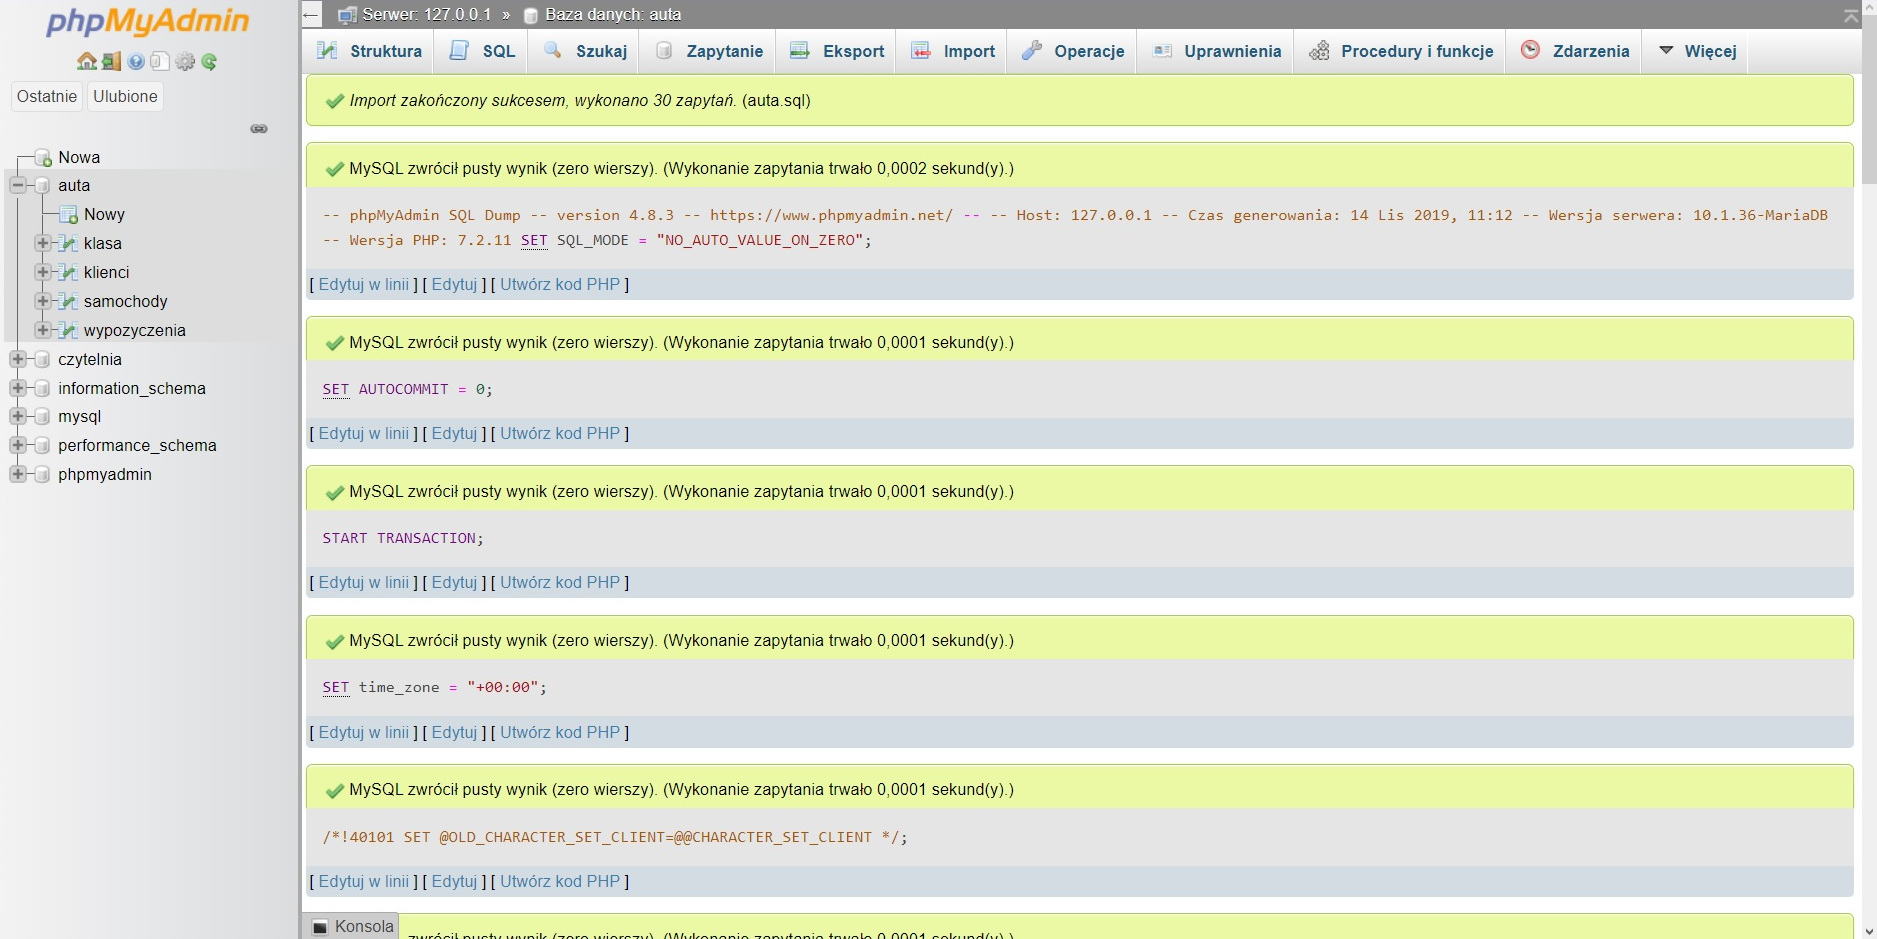 phpMyAdmin
Ostatnie Ulubione
Nowa
auta
Nowy
klasa
klienci
samochody
wypozyczenia
czytelnia
information_schema
mysql
performance_schema
phpmyadmin
Serwer: 127.0.0.1 » Baza danych: auta
Struktura SQL Szukaj Zapytanie Eksport Import Operacje Uprawnienia Procedury i funkcje Zdarzenia Więcej
Import zakończony sukcesem, wykonano 30 zapytań. (auta.sql)
MySQL zwrócił pusty wynik (zero wierszy). (Wykonanie zapytania trwało 0,0002 sekund(y).)
-- phpMyAdmin SQL Dump -- version 4.8.3 -- https://www.phpmyadmin.net/ -- -- Host: 127.0.0.1 -- Czas generowania: 14 Lis 2019, 11:12 -- Wersja serwera: 10.1.36-MariaDB
-- Wersja PHP: 7.2.11 SET SQL_MODE = "NO_AUTO_VALUE_ON_ZERO";
[ Edytuj w linii ] [ Edytuj ] [ Utwórz kod PHP ]
MySQL zwrócił pusty wynik (zero wierszy). (Wykonanie zapytania trwało 0,0001 sekund(y).)
SET AUTOCOMMIT = 0;
[ Edytuj w linii ] [ Edytuj ] [ Utwórz kod PHP ]
MySQL zwrócił pusty wynik (zero wierszy). (Wykonanie zapytania trwało 0,0001 sekund(y).)
START TRANSACTION;
[ Edytuj w linii ] [ Edytuj ] [ Utwórz kod PHP ]
MySQL zwrócił pusty wynik (zero wierszy). (Wykonanie zapytania trwało 0,0001 sekund(y).)
SET time_zone = "+00:00";
[ Edytuj w linii ] [ Edytuj ] [ Utwórz kod PHP ]
MySQL zwrócił pusty wynik (zero wierszy). (Wykonanie zapytania trwało 0,0001 sekund(y).)
/*!40101 SET @OLD_CHARACTER_SET_CLIENT=@@CHARACTER_SET_CLIENT */;
[ Edytuj w linii ] [ Edytuj ] [ Utwórz kod PHP ]
Konsola
zwrócił pusty wynik (zero wierszy). (Wykonanie zapytania trwało 0,0001 sekund(y).)